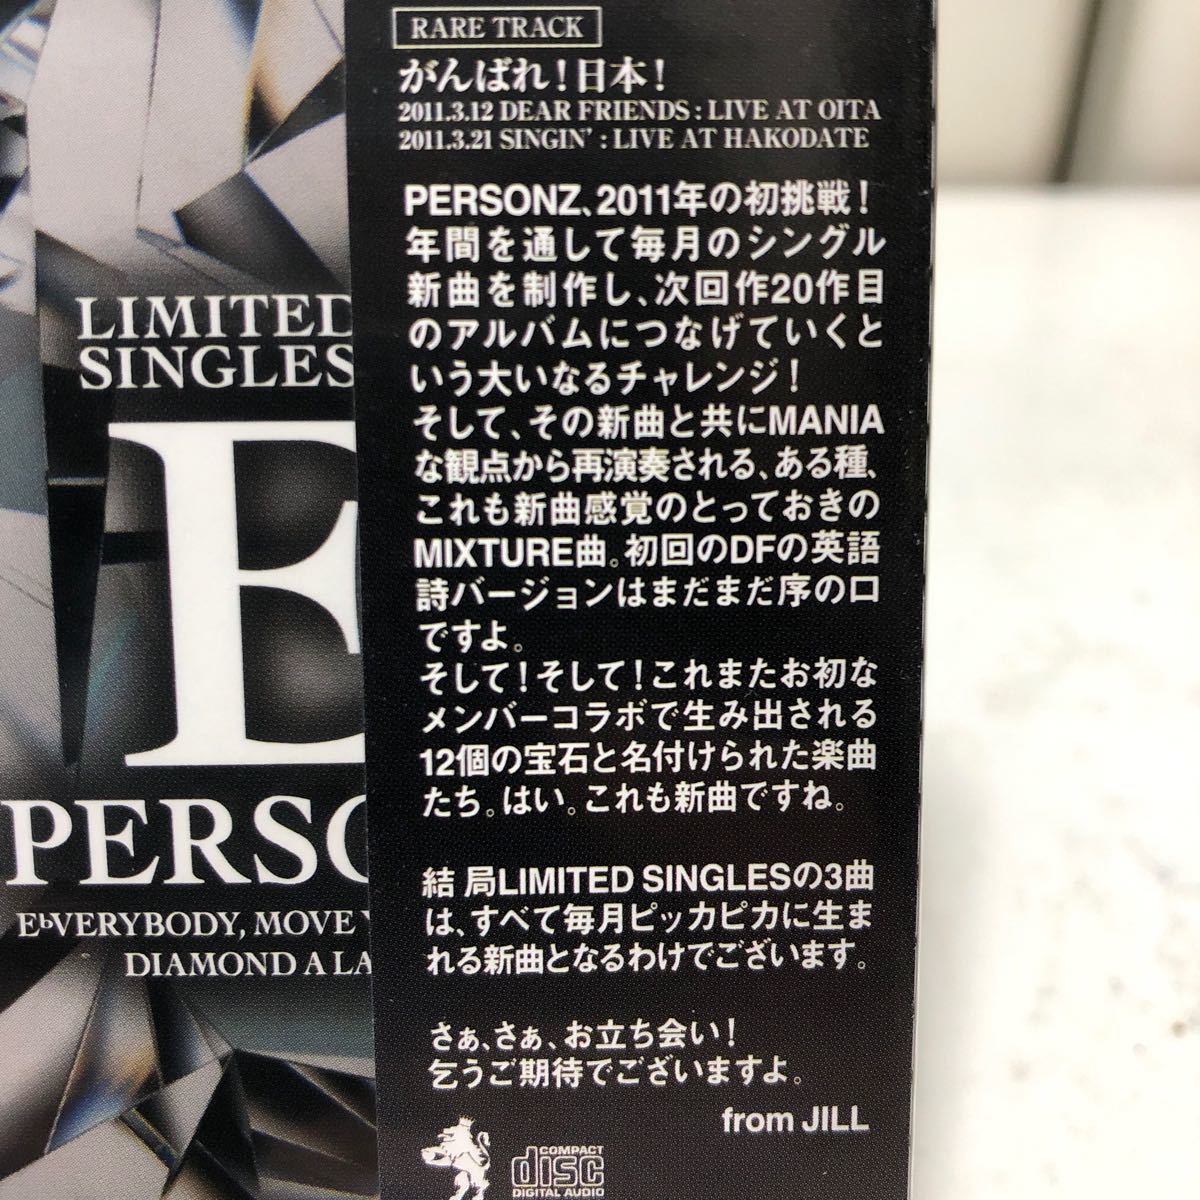 RARE TRACK
がんばれ！日本！
2011.3.12 DEAR FRIENDS : LIVE AT OITA
2011.3.21 SINGIN' : LIVE AT HAKODATE
PERSONZ、2011年の初挑戦！
年間を通して毎月のシングル
新曲を制作し、次回作20作目
のアルバムにつなげていくと
いう大いなるチャレンジ！
そして、その新曲と共にMANIA
な観点から再演奏される、ある種、
これも新曲感覚のとっておきの
MIXTURE曲。初回のDFの英語
詩バージョンはまだまだ序の口
ですよ。
そして！そして！これまたお初な
メンバーコラボで生み出される
12個の宝石と名付けられた楽曲
たち。はい。これも新曲ですね。
結 局LIMITED SINGLESの3曲
は、すべて毎月ピッカピカに生ま
れる新曲となるわけでございます。
さぁ、さぁ、お立ち会い！
乞うご期待でございますよ。
from JILL
COMPACT
disc
DIGITAL AUDIO
LIMITED
SINGLES
E
PERSO
E♭VERYBODY, MOVE Y
DIAMOND A LA